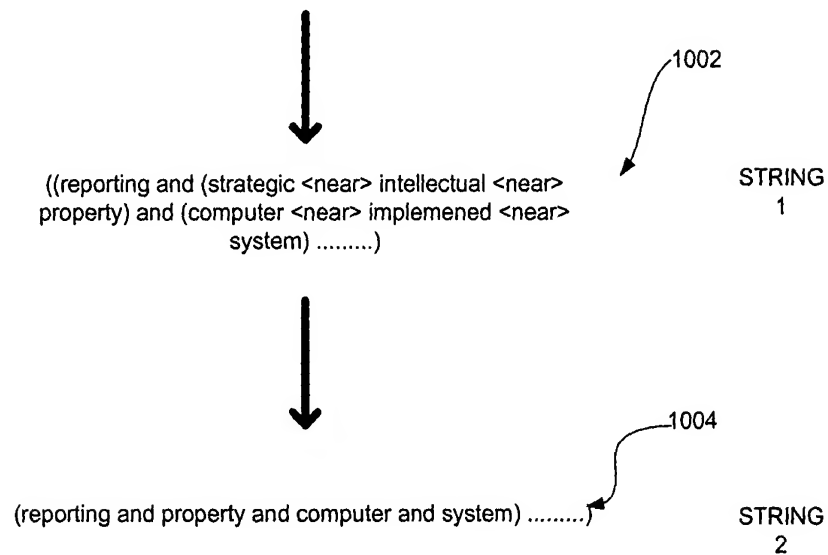 1002
((reporting and (strategic <near> intellectual <near>
property) and (computer <near> implemened <near>
system) .........)
STRING
1
1004
(reporting and property and computer and system) .........)
STRING
2